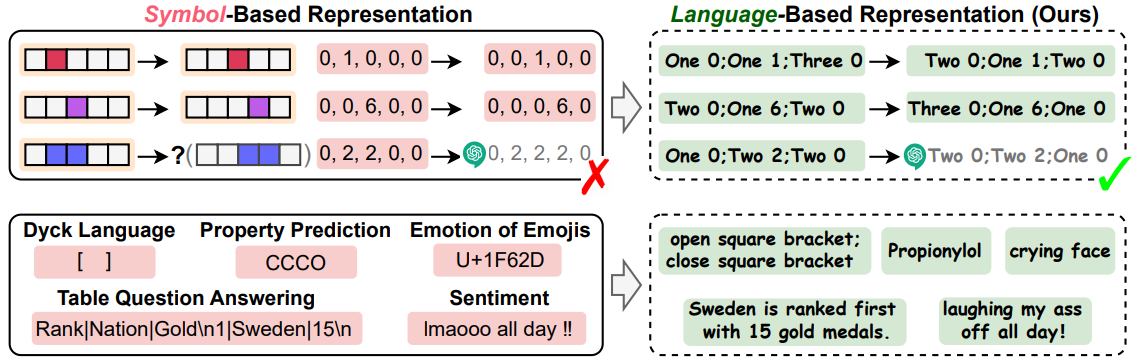 Symbol-Based Representation
Language-Based Representation (Ours)
0, 1, 0, 0, 0
0, 0, 1, 0, 0
One 0;One 1;Three 0
Two 0;One 1;Two 0
0, 0, 6, 0, 0
0, 0, 0, 6, 0
Two 0;One 6;Two 0
Three 0;One 6;One 0
?( )
0, 2, 2, 0, 0
0, 2, 2, 2, 0
One 0;Two 2;Two 0
Two 0;Two 2;One 0
Dyck Language
Property Prediction
Emotion of Emojis
[ ]
CCCO
U+1F62D
Table Question Answering
Sentiment
Rank|Nation|Gold\n1|Sweden|15\n
lmaooo all day !!
open square bracket;
close square bracket
Propionylol
crying face
Sweden is ranked first
with 15 gold medals.
laughing my ass
off all day!